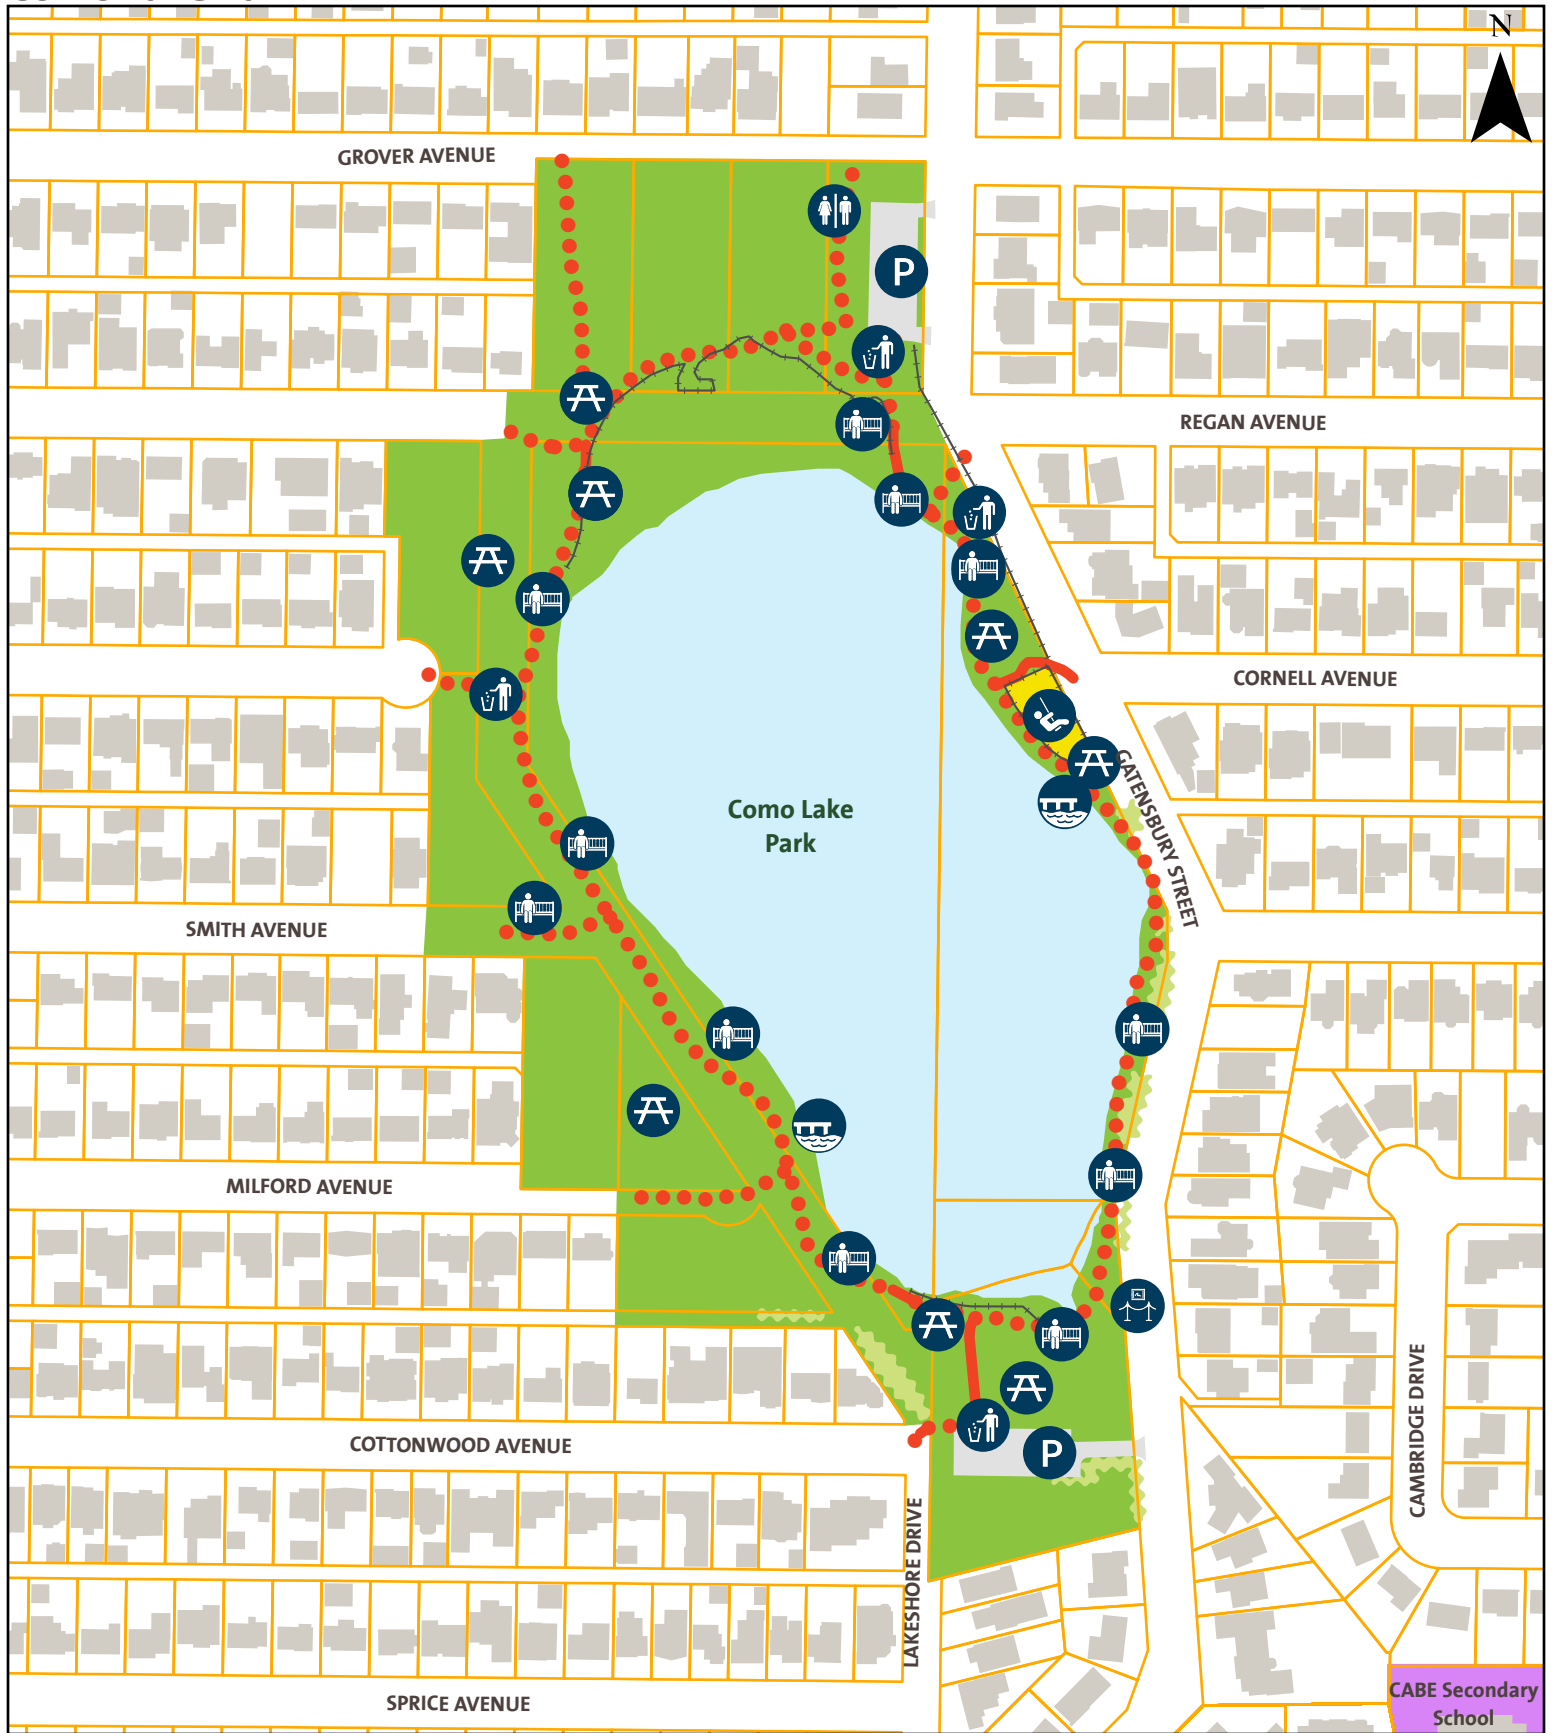 N
GROVER AVENUE
P
REGAN AVENUE
CORNELL AVENUE
GATENSBURY STREET
Como Lake
Park
SMITH AVENUE
MILFORD AVENUE
COTTONWOOD AVENUE
P
CAMBRIDGE DRIVE
LAKESHORE DRIVE
SPRICE AVENUE
CABE Secondary
School